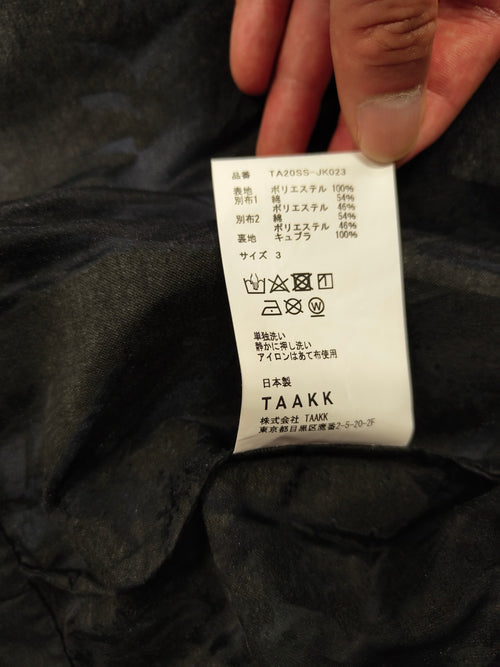 品番 TA20SS-JK023
表地 ポリエステル 100%
別布1 綿 54%
ポリエステル 46%
別布2 綿 54%
ポリエステル 46%
裏地 キュプラ 100%
サイズ 3
W
単独洗い
静かに押し洗い
アイロンはあて布使用
日本製
TAAKK
株式会社 TAAKK
東京都目黒区鷹番2-5-20-2F